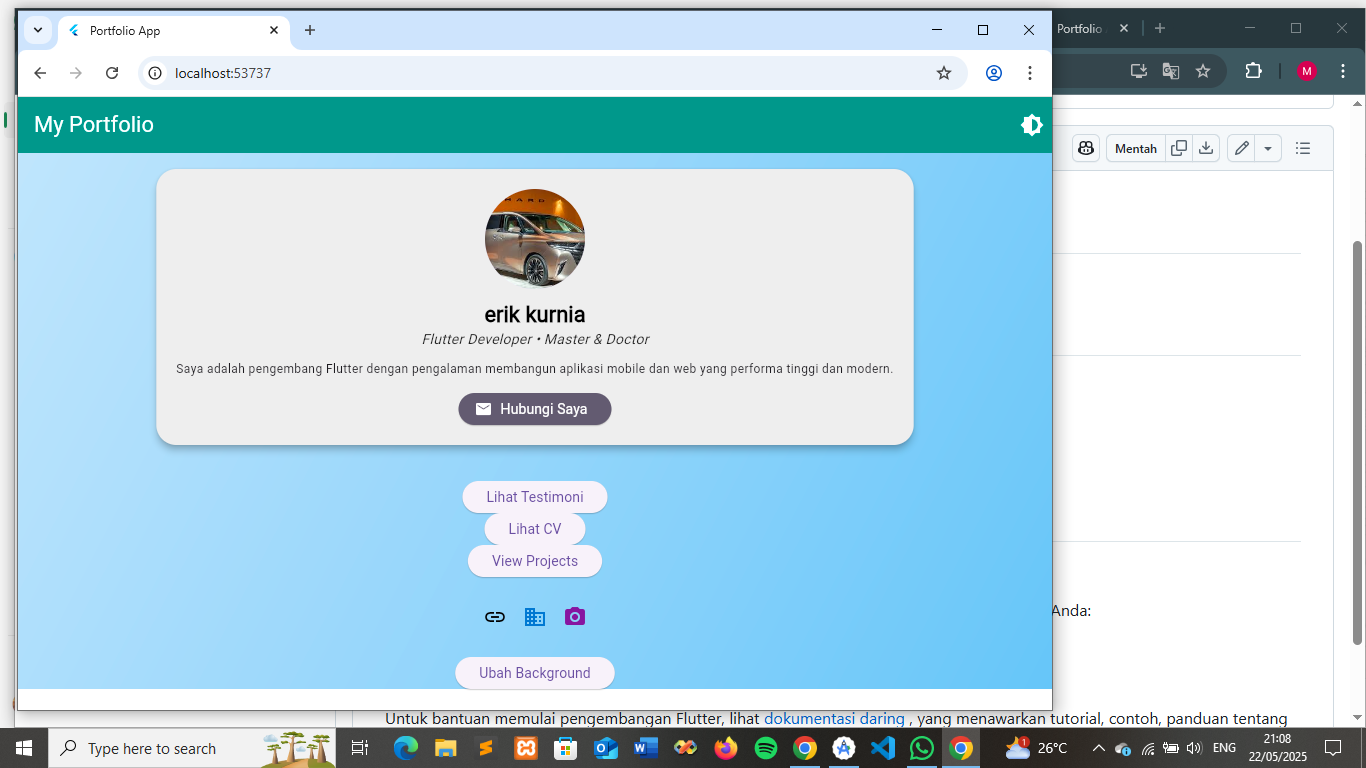 Portfolio App
Portfolio
localhost:53737
M
My Portfolio
Mentah
erik kurnia
Flutter Developer • Master & Doctor
Saya adalah pengembang Flutter dengan pengalaman membangun aplikasi mobile dan web yang performa tinggi dan modern.
Hubungi Saya
Lihat Testimoni
Lihat CV
View Projects
Anda:
Ubah Background
Untuk bantuan memulai pengembangan Flutter, lihat dokumentasi daring , yang menawarkan tutorial, contoh, panduan tentang
Type here to search
1
26°C
ENG
21:08
22/05/2025